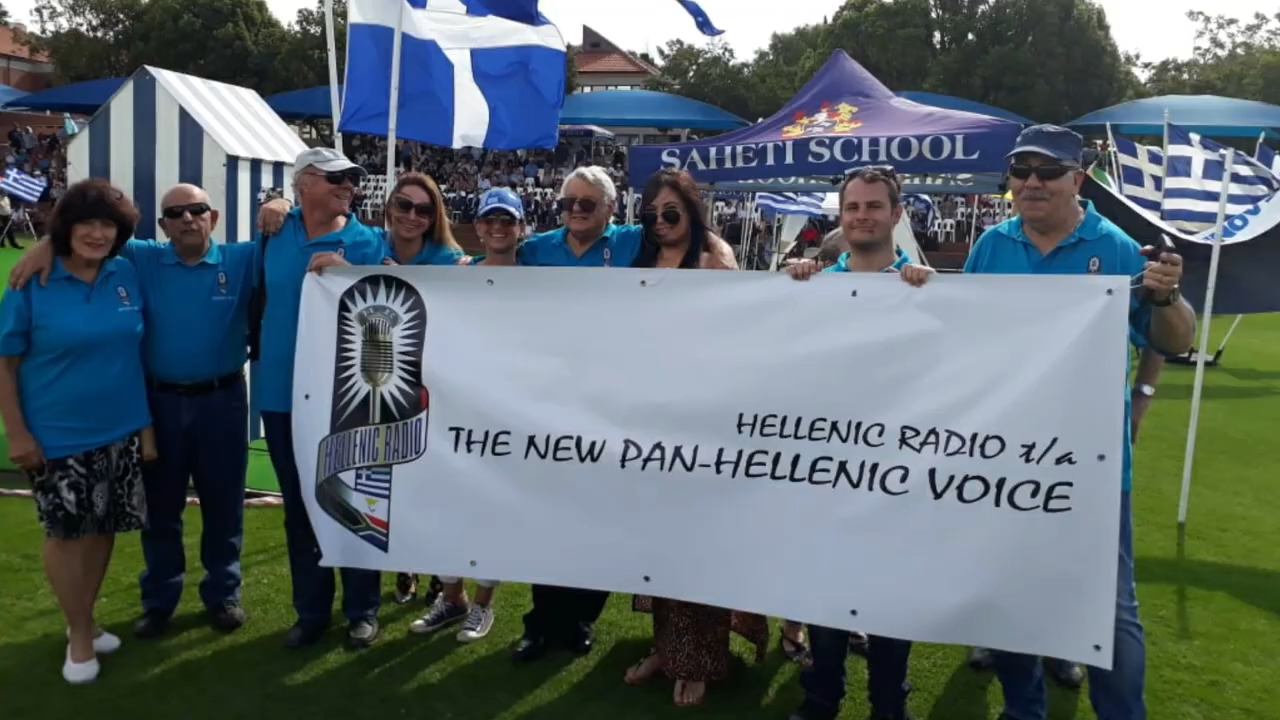 SAHETI SCHOOL
HELLENIC RADIO
HELLENIC RADIO t/a
THE NEW PAN-HELLENIC VOICE